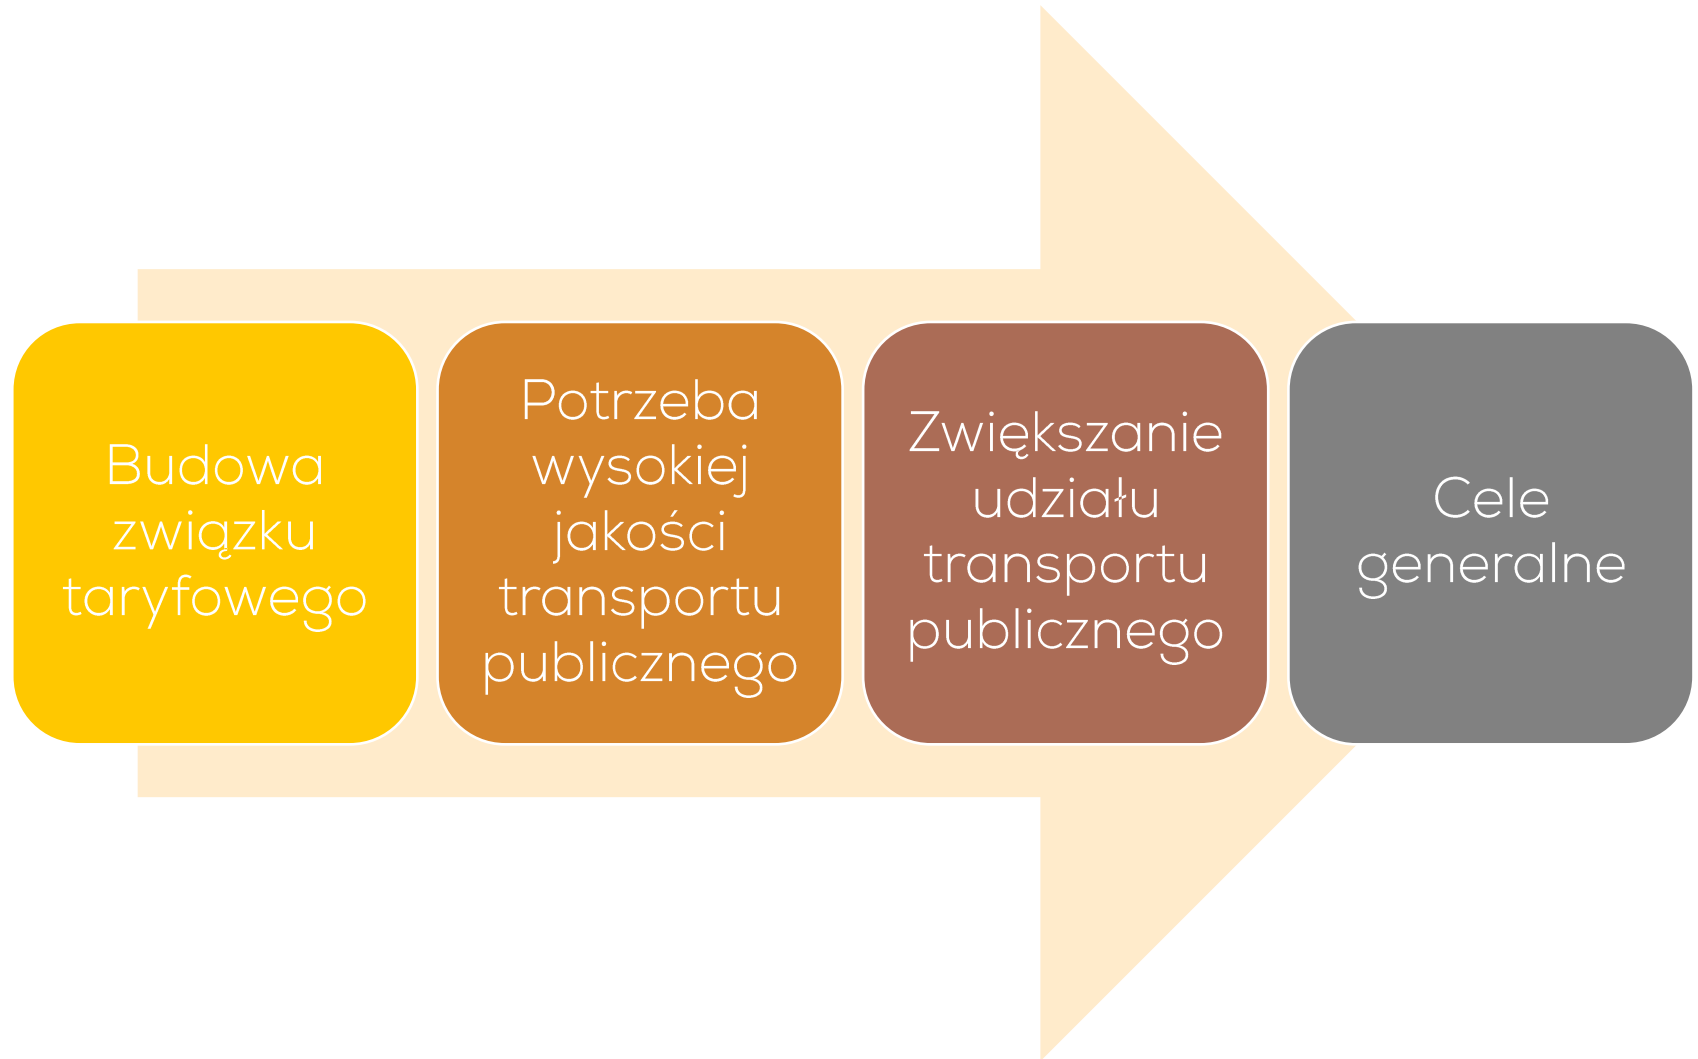 Budowa
związku
taryfowego
Potrzeba
wysokiej
jakości
transportu
publicznego
Zwiększanie
udziału
transportu
publicznego
Cele
generalne